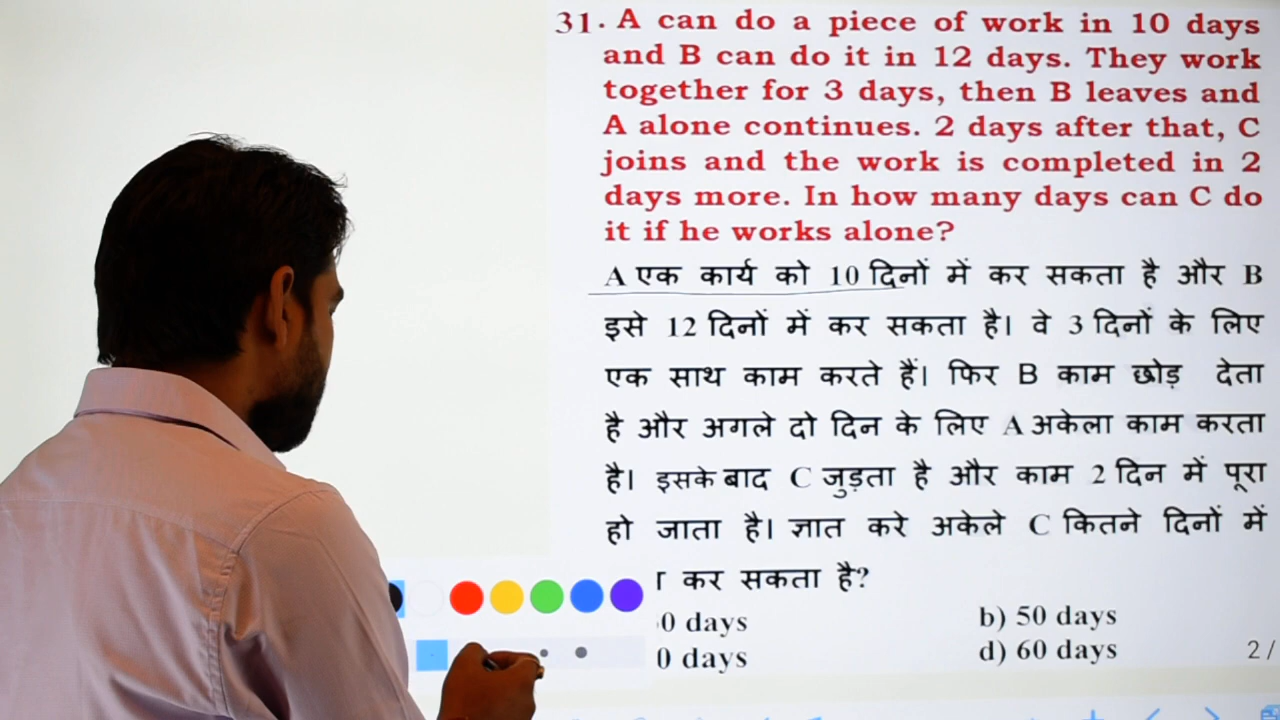 31. A can do a piece of work in 10 days
and B can do it in 12 days. They work
together for 3 days, then B leaves and
A alone continues. 2 days after that, C
joins and the work is completed in 2
days more. In how many days can C do
it if he works alone?
A एक कार्य को 10 दिनों में कर सकता है और B
इसे 12 दिनों में कर सकता है। वे 3 दिनों के लिए
एक साथ काम करते हैं। फिर B काम छोड़ देता
है और अगले दो दिन के लिए A अकेला काम करता
है। इसके बाद C जुड़ता है और काम 2 दिन में पूरा
हो जाता है। ज्ञात करे अकेले C कितने दिनों में
कर सकता है?
0 days b) 50 days
0 days d) 60 days
2/